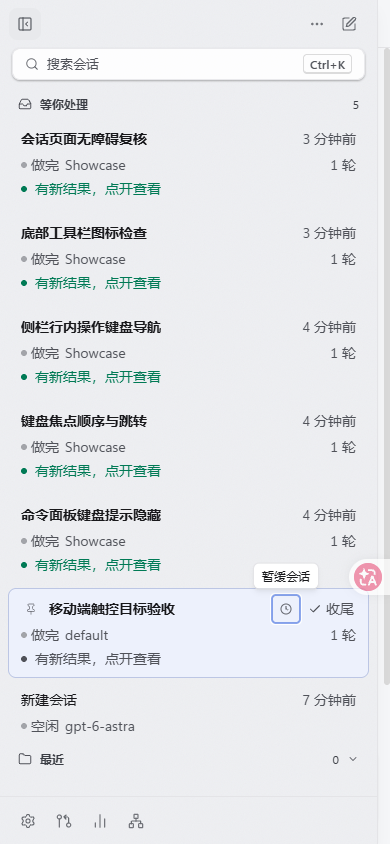 搜索会话 Ctrl+K
等你处理 5
会话页面无障碍复核 3 分钟前
做完 Showcase 1 轮
有新结果，点开查看
底部工具栏图标检查 3 分钟前
做完 Showcase 1 轮
有新结果，点开查看
侧栏行内操作键盘导航 4 分钟前
做完 Showcase 1 轮
有新结果，点开查看
键盘焦点顺序与跳转 4 分钟前
做完 Showcase 1 轮
有新结果，点开查看
命令面板键盘提示隐藏 4 分钟前
做完 Showcase 1 轮
有新结果，点开查看
暂缓会话
移动端触控目标验收 收尾
做完 default 1 轮
有新结果，点开查看
新建会话 7 分钟前
空闲 gpt-6-astra
最近 0